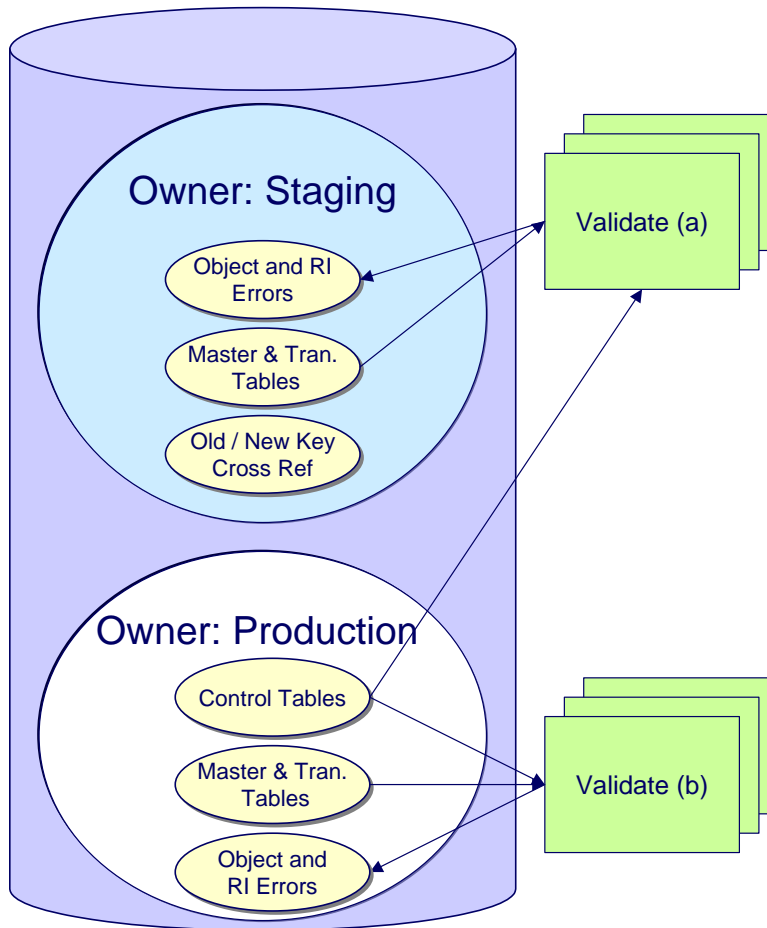 Owner: Staging
Object and RI
Errors
Master & Tran.
Tables
Old / New Key
Cross Ref
Validate (a)
Owner: Production
Control Tables
Master & Tran.
Tables
Object and
RI Errors
Validate (b)